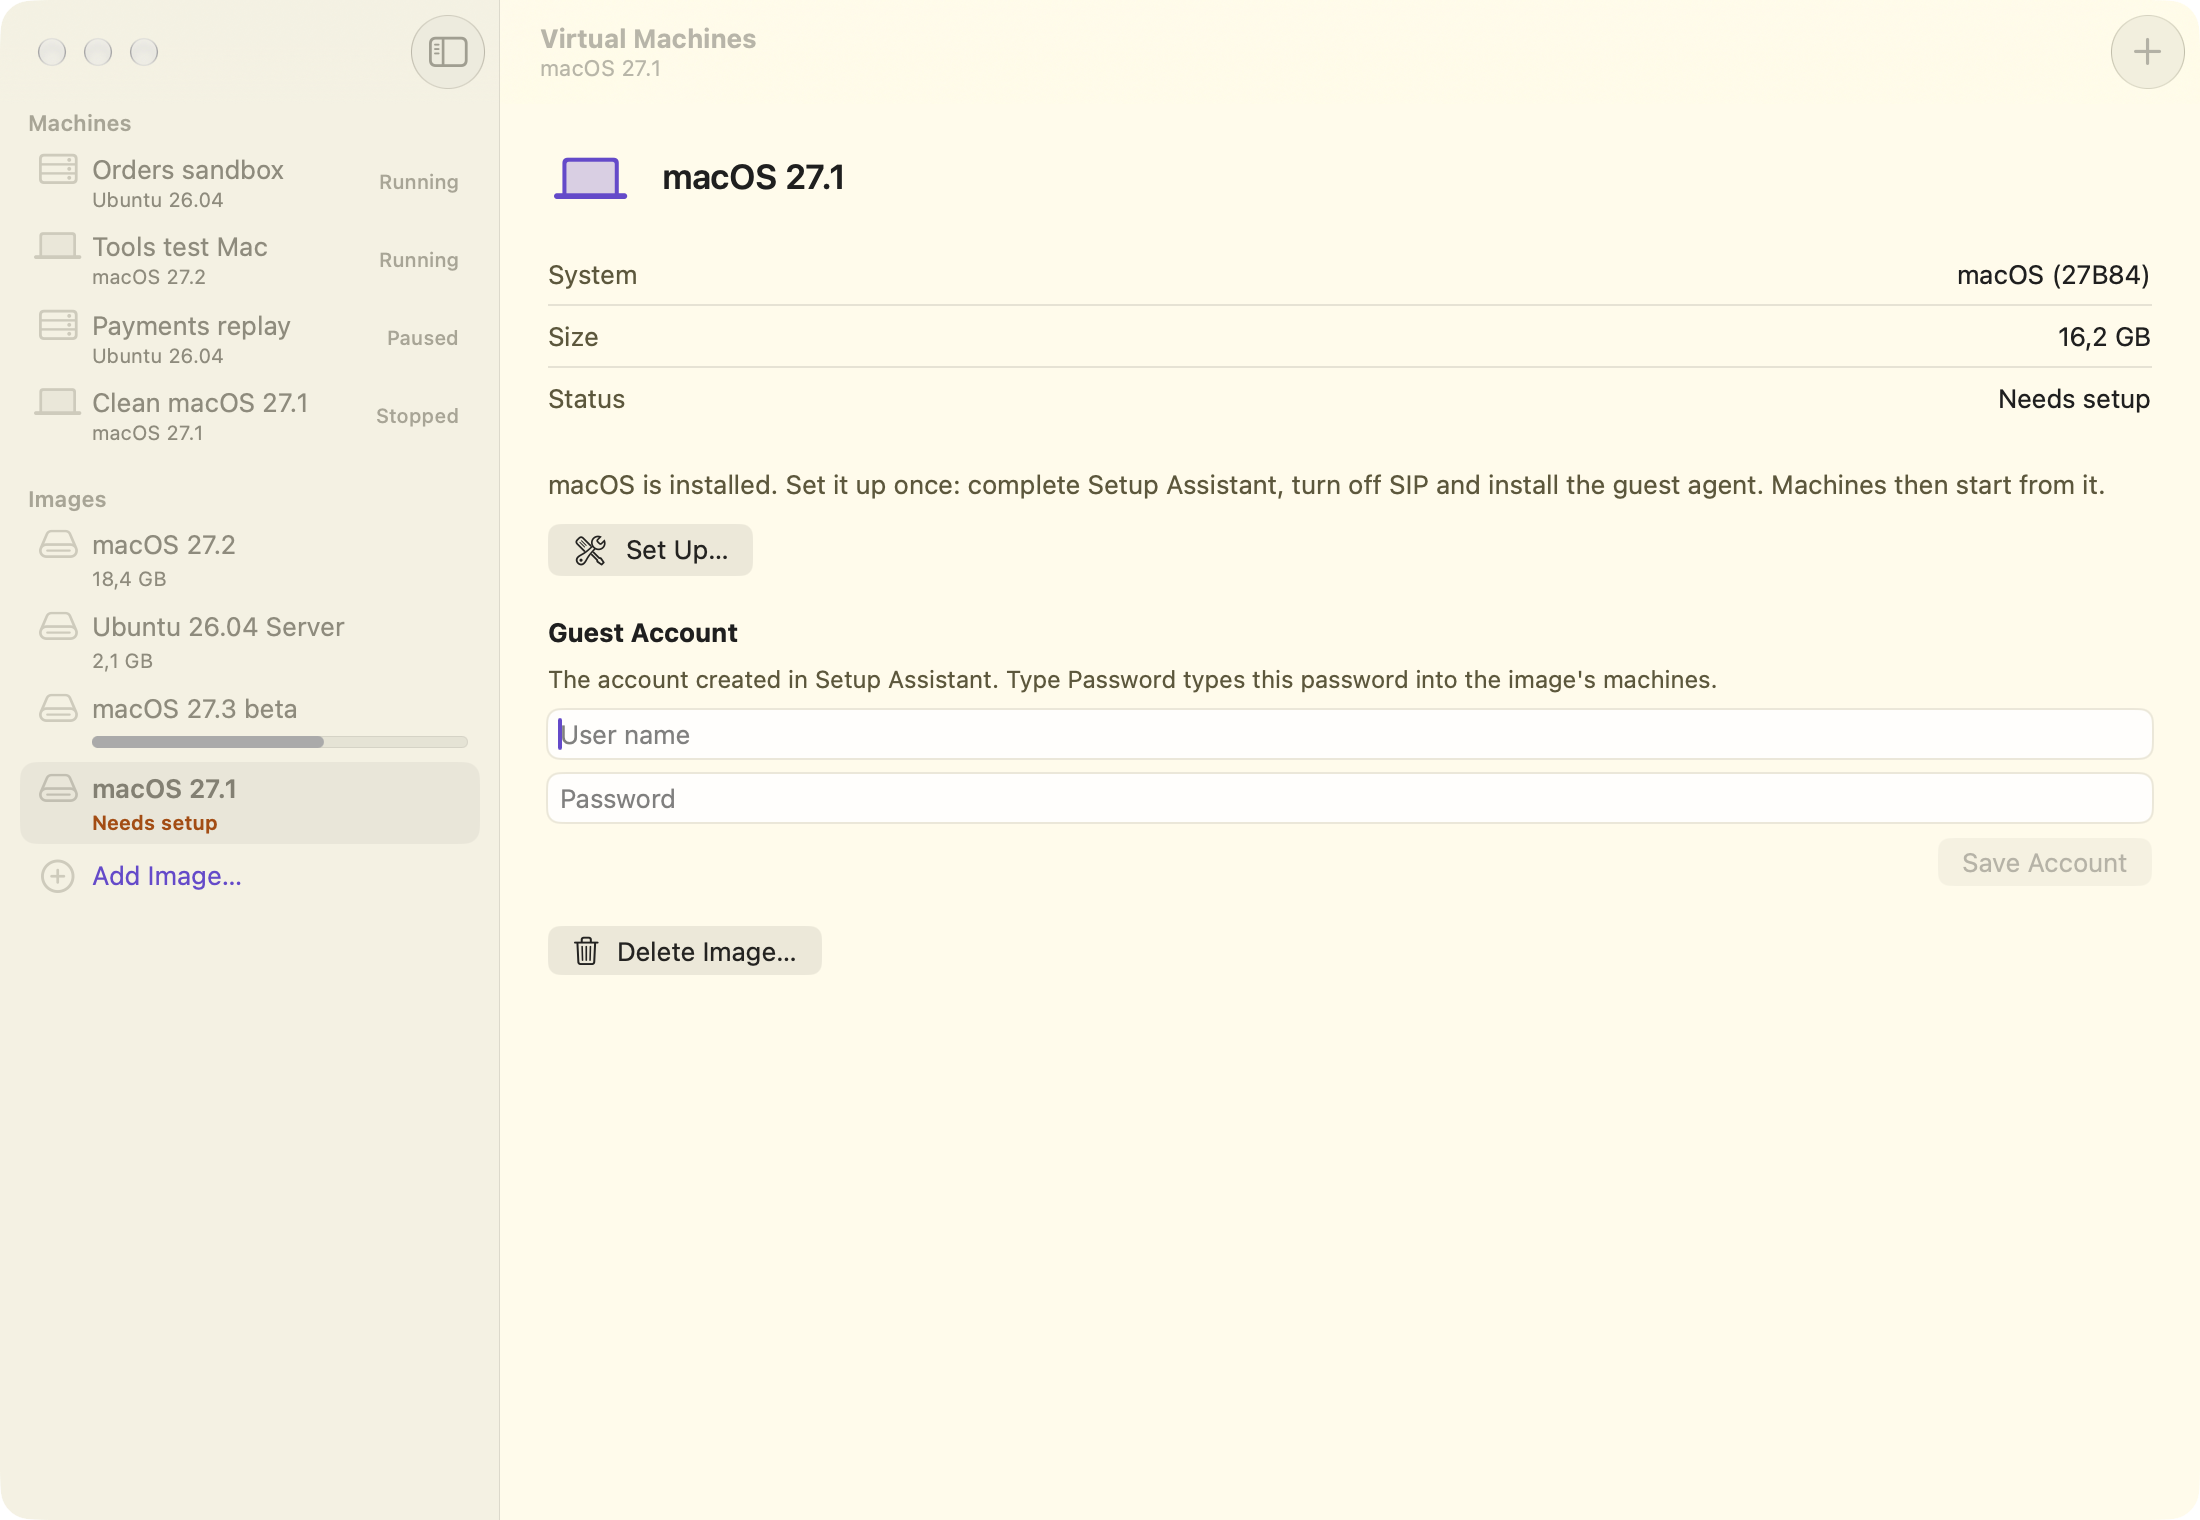 Machines
Orders sandbox
Ubuntu 26.04
Running
Tools test Mac
macOS 27.2
Running
Payments replay
Ubuntu 26.04
Paused
Clean macOS 27.1
macOS 27.1
Stopped
Images
macOS 27.2
18,4 GB
Ubuntu 26.04 Server
2,1 GB
macOS 27.3 beta
macOS 27.1
Needs setup
Add Image...
Virtual Machines
macOS 27.1
macOS 27.1
System macOS (27B84)
Size 16,2 GB
Status Needs setup
macOS is installed. Set it up once: complete Setup Assistant, turn off SIP and install the guest agent. Machines then start from it.
Set Up...
Guest Account
The account created in Setup Assistant. Type Password types this password into the image's machines.
User name
Password
Save Account
Delete Image...